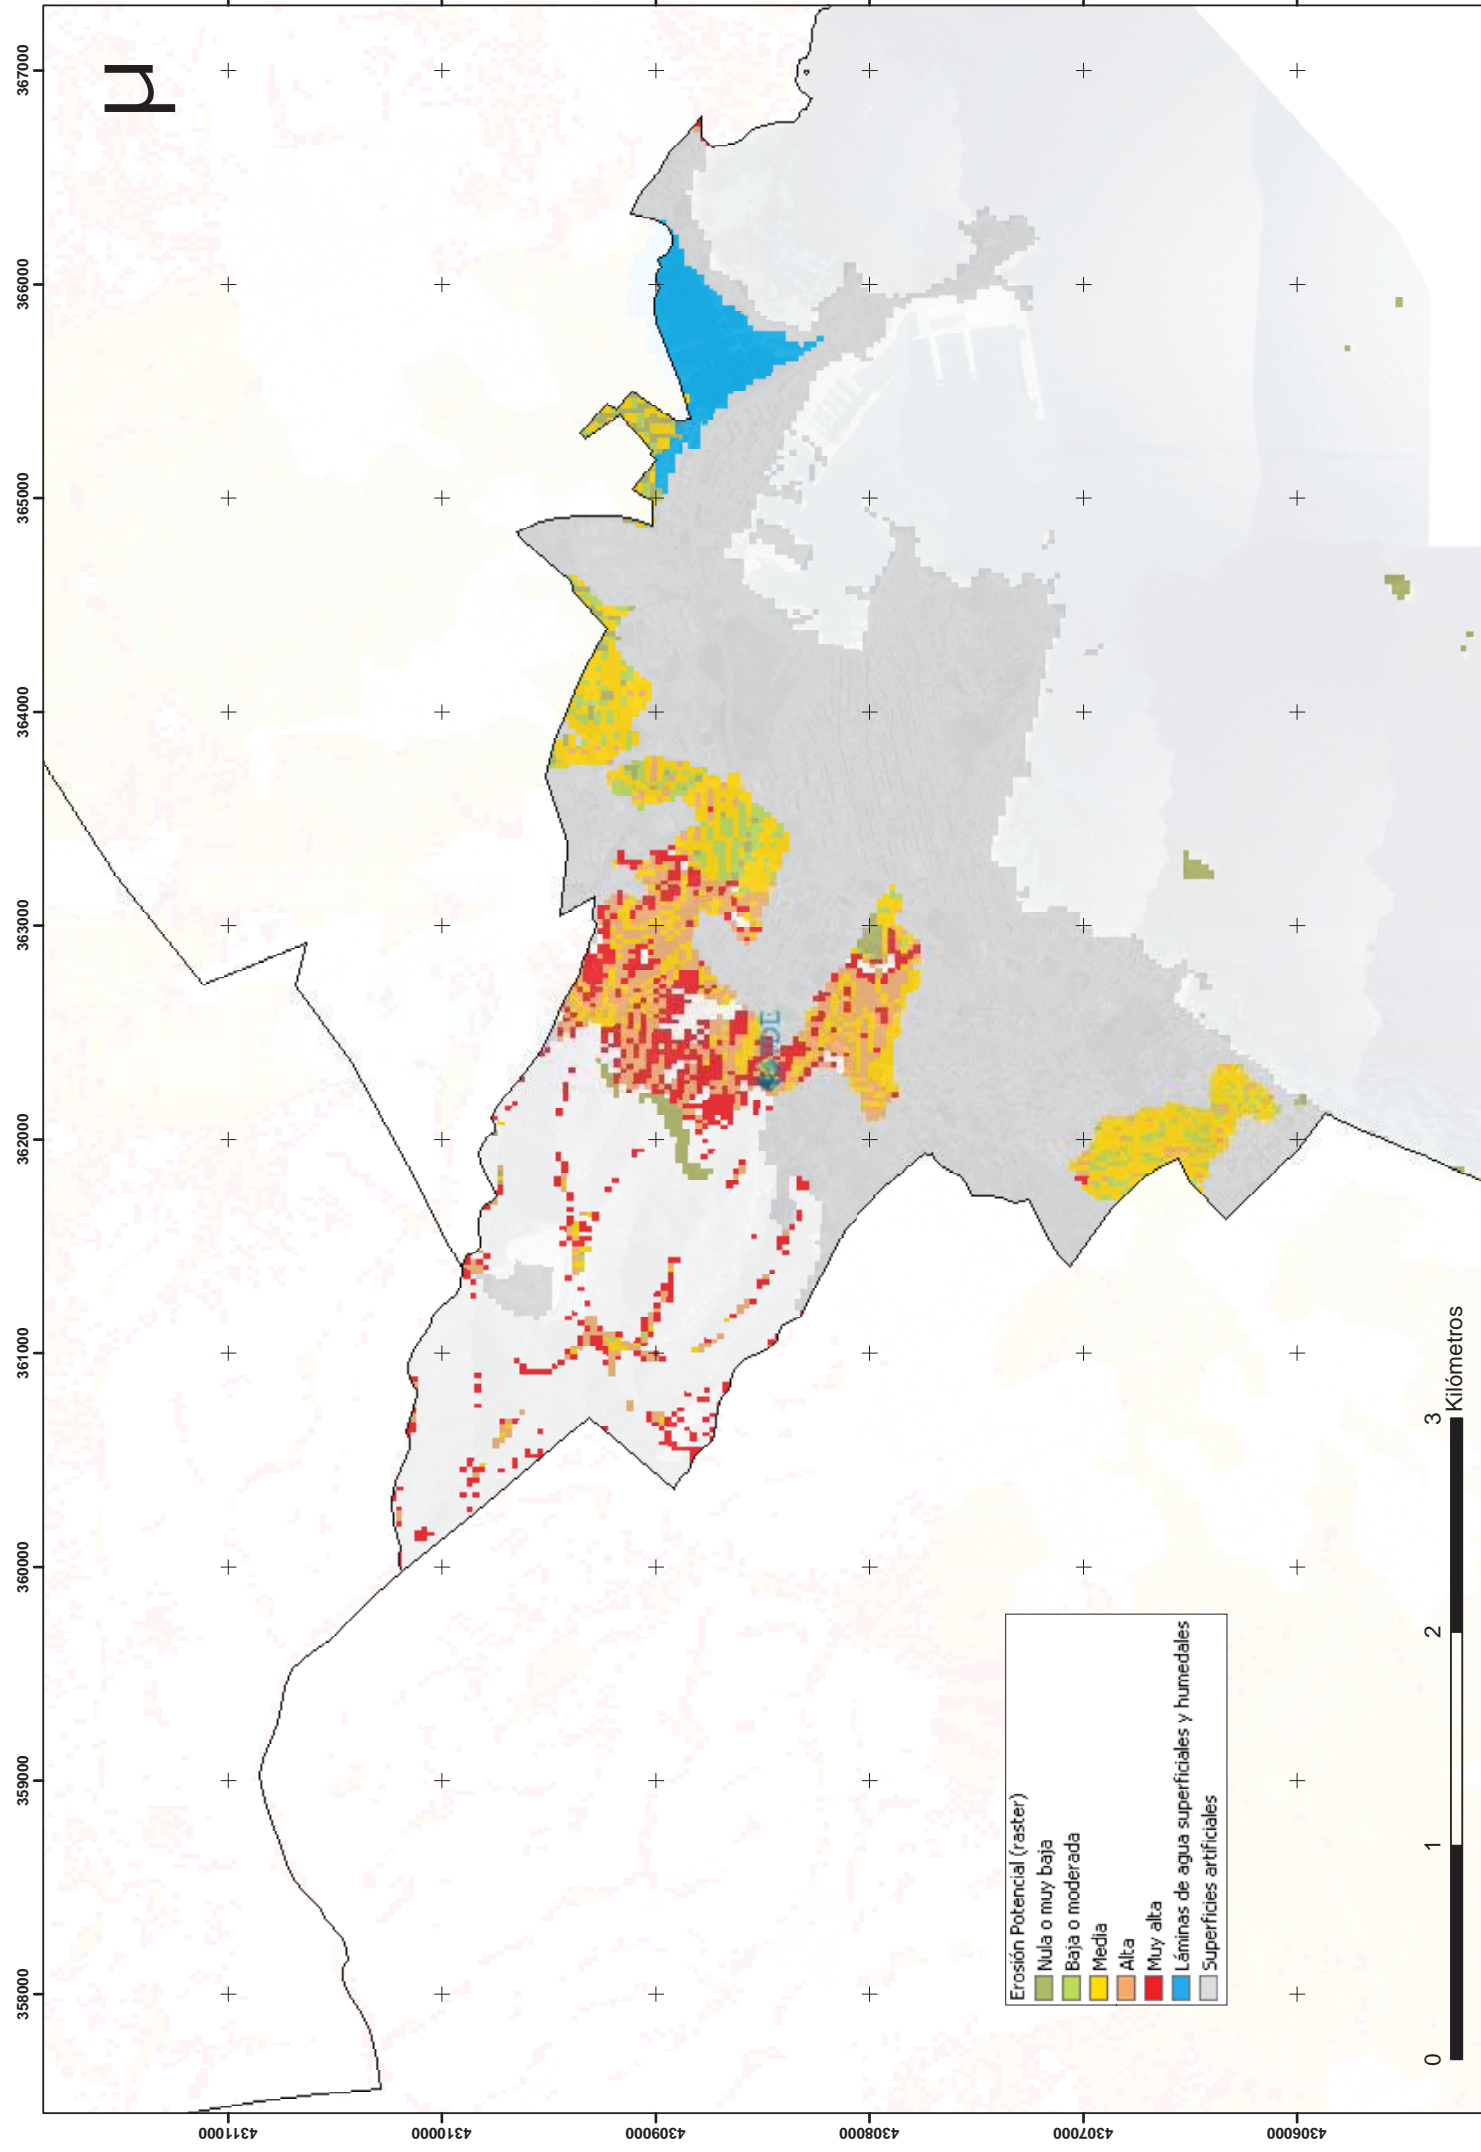 µ
358000
359000
360000
361000
362000
363000
364000
365000
366000
367000
4311000
4310000
4309000
4308000
4307000
4306000
DE
Erosión Potencial (raster)
Nula o muy baja
Baja o moderada
Media
Alta
Muy alta
Láminas de agua superficiales y humedales
Superficies artificiales
0 1 2 3
Kilómetros